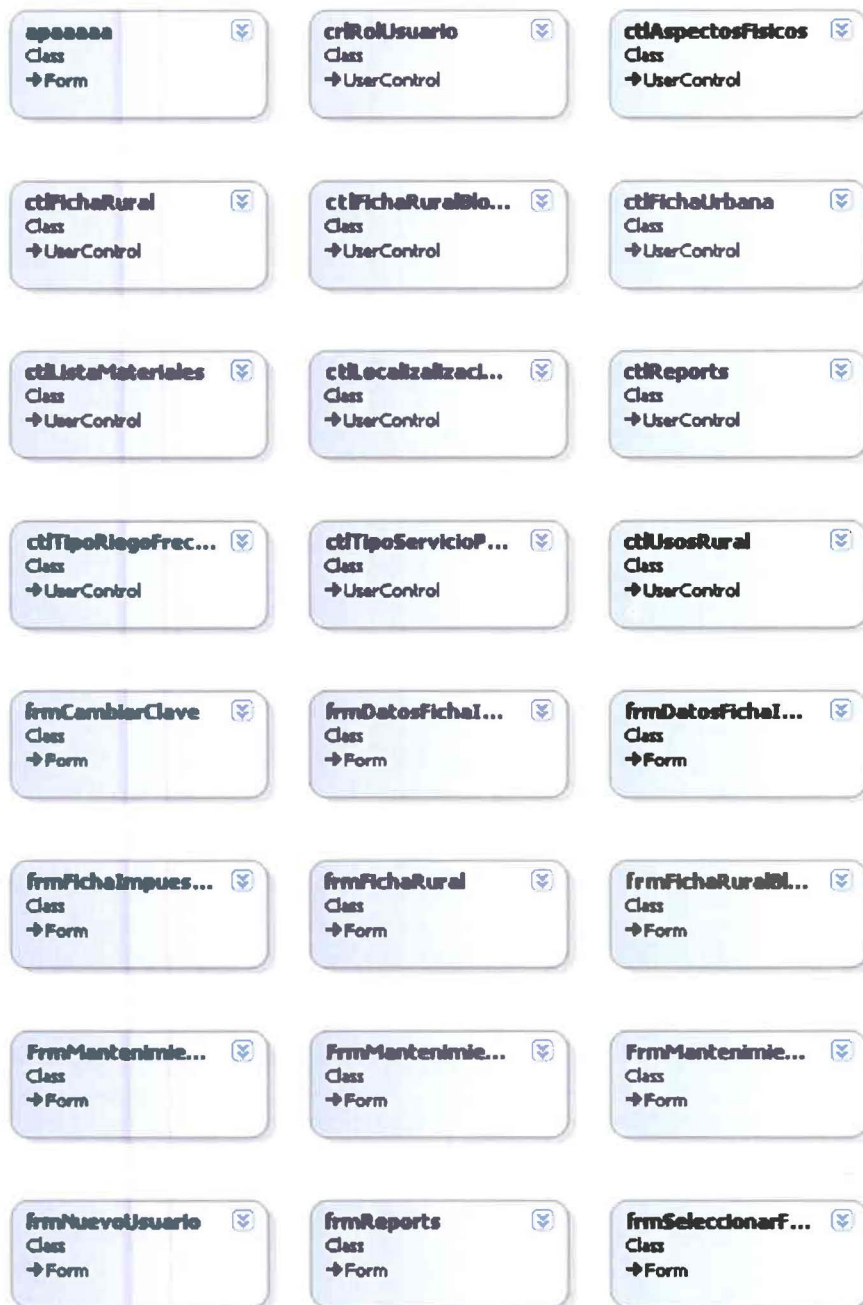 apaaaaa
Class
→Form
crlRolUsuario
Class
→UserControl
ctlAspectosFisicos
Class
→UserControl
ctlFichaRural
Class
→UserControl
ctlFichaRuralBlo...
Class
→UserControl
ctlFichaUrbana
Class
→UserControl
ctlListaMateriales
Class
→UserControl
ctlLocalizalizaci...
Class
→UserControl
ctlReports
Class
→UserControl
ctlTipoRiegoFrec...
Class
→UserControl
ctlTipoServicioP...
Class
→UserControl
ctlUsosRural
Class
→UserControl
frmCambiarClave
Class
→Form
frmDatosFichaI...
Class
→Form
frmDatosFichaI...
Class
→Form
frmFichaImpues...
Class
→Form
frmFichaRural
Class
→Form
frmFichaRuralBl...
Class
→Form
FrmMantenimie...
Class
→Form
FrmMantenimie...
Class
→Form
FrmMantenimie...
Class
→Form
frmNuevoUsuario
Class
→Form
frmReports
Class
→Form
frmSeleccionarF...
Class
→Form